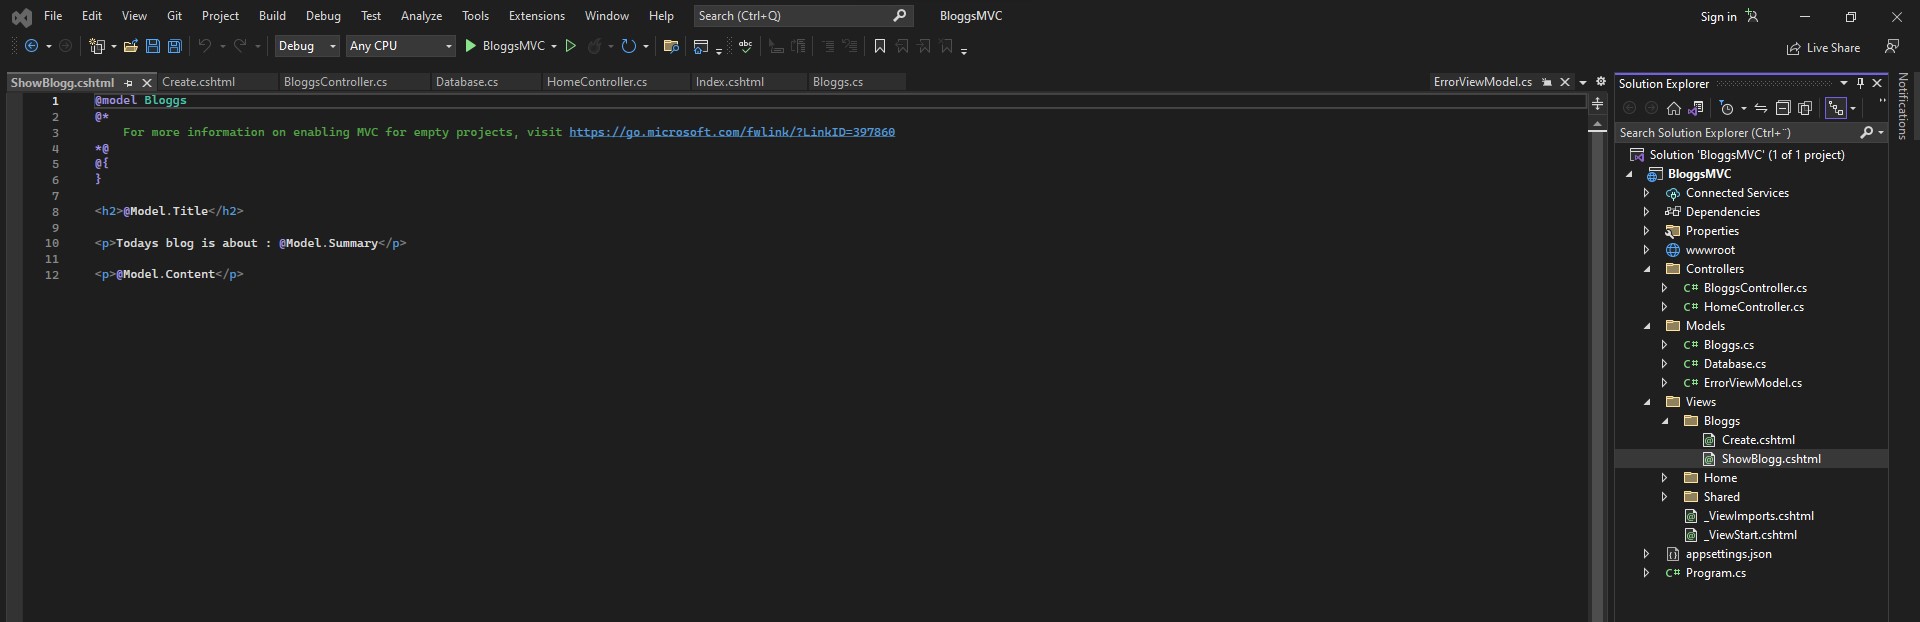 File Edit View Git Project Build Debug Test Analyze Tools Extensions Window Help Search (Ctrl+Q) BloggsMVC Sign in
Debug Any CPU BloggsMVC abc Live Share
ShowBlogg.cshtml Create.cshtml BloggsController.cs Database.cs HomeController.cs Index.cshtml Bloggs.cs ErrorViewModel.cs
1 @model Bloggs
2 @*
3 For more information on enabling MVC for empty projects, visit https://go.microsoft.com/fwlink/?LinkID=397860
4 *@
5 @{
6 }
7
8 <h2>@Model.Title</h2>
9
10 <p>Todays blog is about : @Model.Summary</p>
11
12 <p>@Model.Content</p>
Solution Explorer
Search Solution Explorer (Ctrl+¨)
Solution 'BloggsMVC' (1 of 1 project)
BloggsMVC
Connected Services
Dependencies
Properties
wwwroot
Controllers
C# BloggsController.cs
C# HomeController.cs
Models
C# Bloggs.cs
C# Database.cs
C# ErrorViewModel.cs
Views
Bloggs
Create.cshtml
ShowBlogg.cshtml
Home
Shared
_ViewImports.cshtml
_ViewStart.cshtml
appsettings.json
C# Program.cs
Notifications